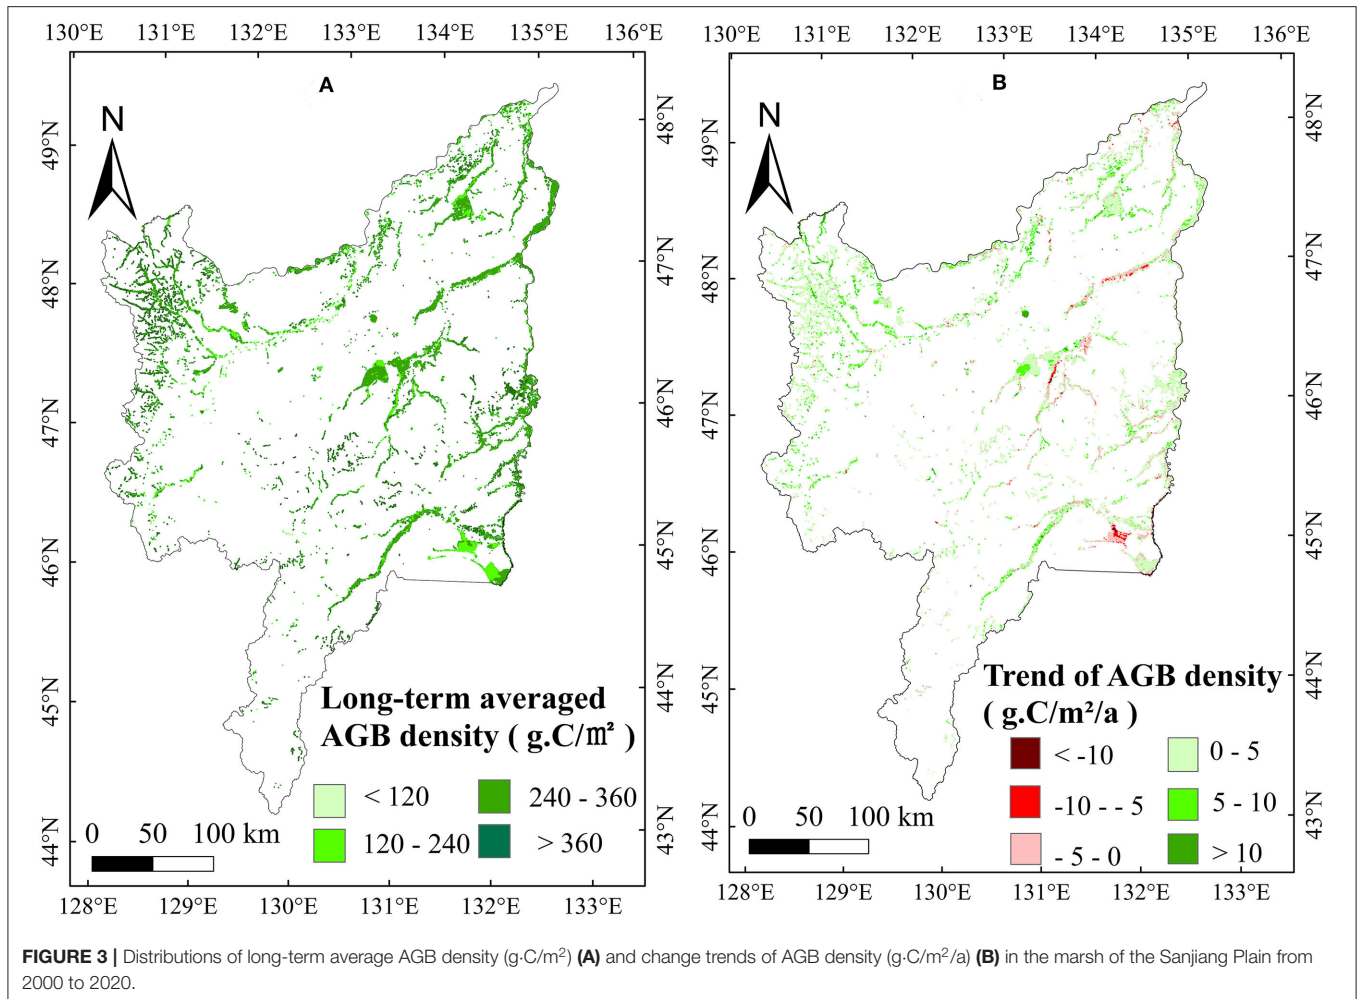 130°E 131°E 132°E 133°E 134°E 135°E 136°E
A
N
49°N
48°N
47°N
46°N
45°N
44°N
48°N
47°N
46°N
45°N
44°N
43°N
Long-term averaged
AGB density ( g.C/m² )
< 120
240 - 360
120 - 240
> 360
0 50 100 km
128°E 129°E 130°E 131°E 132°E 133°E
130°E 131°E 132°E 133°E 134°E 135°E 136°E
B
N
49°N
48°N
47°N
46°N
45°N
44°N
48°N
47°N
46°N
45°N
44°N
43°N
Trend of AGB density
( g.C/m²/a )
< -10
0 - 5
-10 - - 5
5 - 10
- 5 - 0
> 10
0 50 100 km
128°E 129°E 130°E 131°E 132°E 133°E
FIGURE 3 | Distributions of long-term average AGB density (g·C/m²) (A) and change trends of AGB density (g·C/m²/a) (B) in the marsh of the Sanjiang Plain from
2000 to 2020.